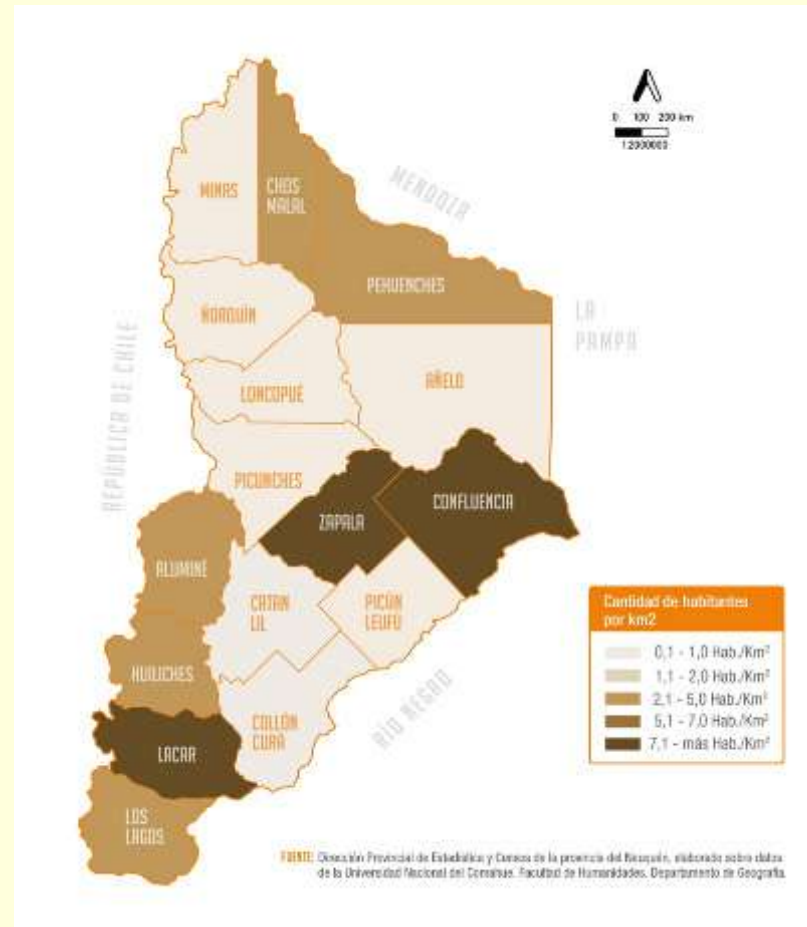 0 100 200 km
1:2000000
MENDOZA
MINAS
CHOS
MALAL
PEHUENCHES
LA
PAMPA
ÑORQUÍN
REPÚBLICA DE CHILE
LONCOPUÉ
AÑELO
PICUNCHES
ZAPALA
CONFLUENCIA
ALUMINÉ
CATAN
LIL
PICÚN
LEUFÚ
HUILICHES
COLLÓN
CURA
RÍO NEGRO
LACAR
LOS
LAGOS
Cantidad de habitantes
por km2
0,1 - 1,0 Hab./Km²
1,1 - 2,0 Hab./Km²
2,1 - 5,0 Hab./Km²
5,1 - 7,0 Hab./Km²
7,1 - más Hab./Km²
FUENTE: Dirección Provincial de Estadística y Censos de la provincia del Neuquén, elaborado sobre datos
de la Universidad Nacional del Comahue. Facultad de Humanidades. Departamento de Geografía.